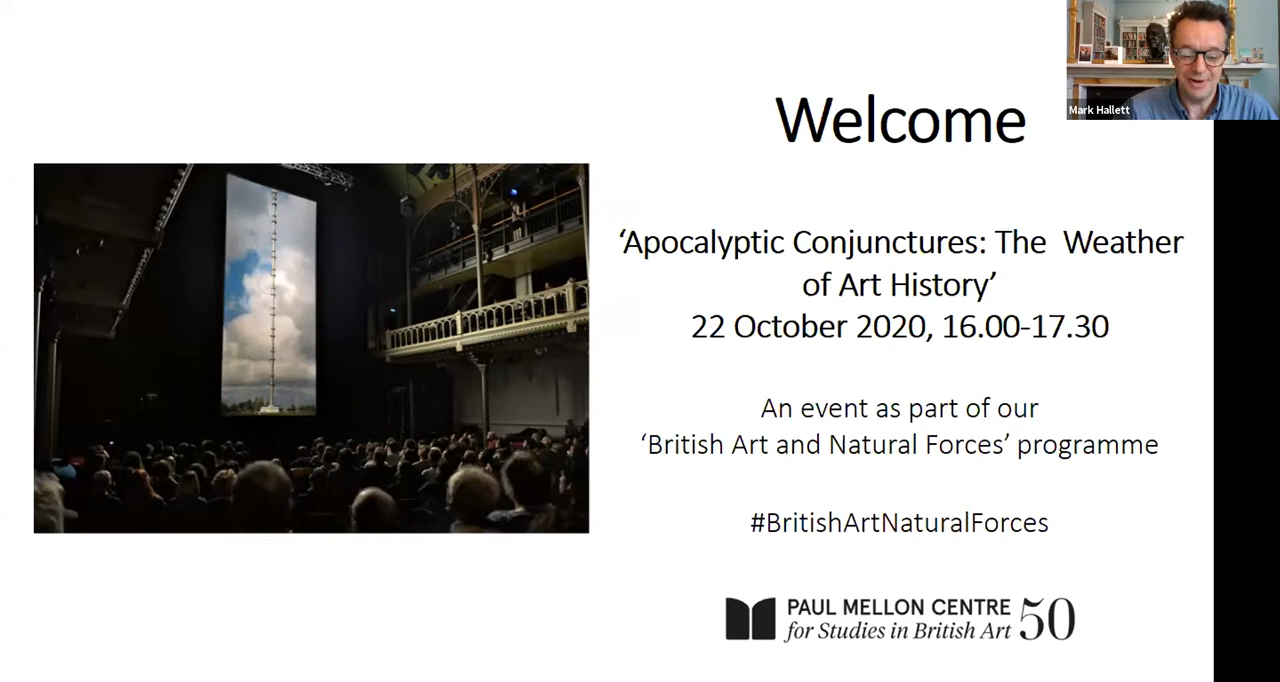 Mark Hallett
Welcome
‘Apocalyptic Conjunctures: The Weather
of Art History’
22 October 2020, 16.00-17.30
An event as part of our
‘British Art and Natural Forces’ programme
#BritishArtNaturalForces
PAUL MELLON CENTRE 50
for Studies in British Art